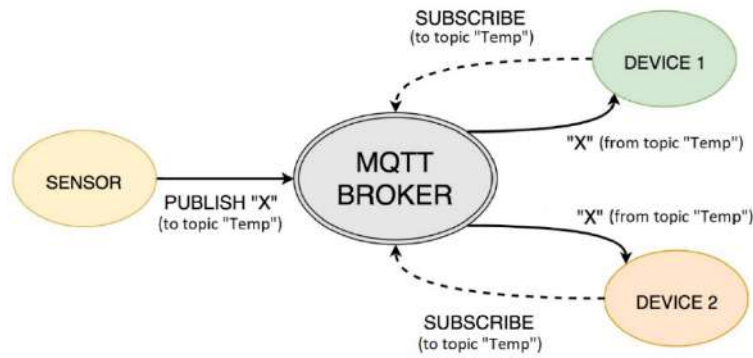 SUBSCRIBE
(to topic "Temp")
DEVICE 1
"X" (from topic "Temp")
MQTT
BROKER
SENSOR
PUBLISH "X"
(to topic "Temp")
"X" (from topic "Temp")
DEVICE 2
SUBSCRIBE
(to topic "Temp")